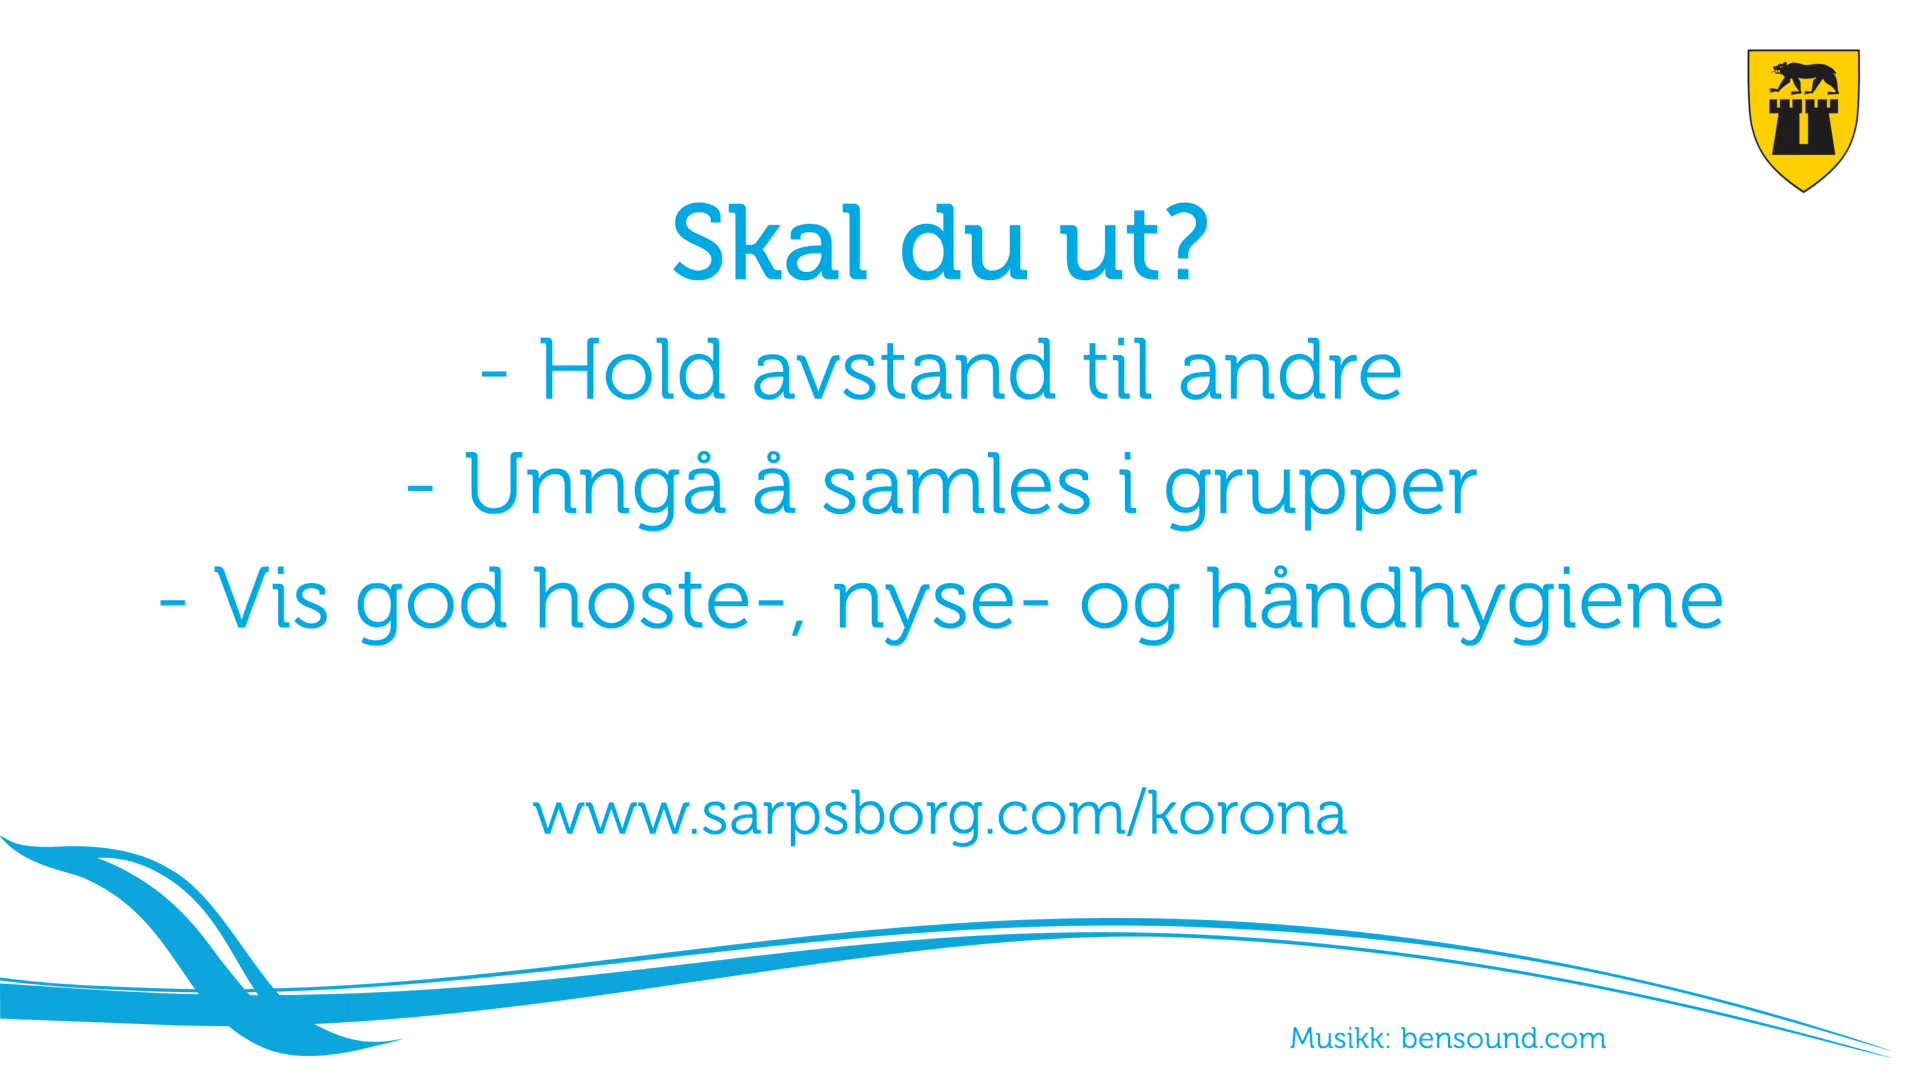 Skal du ut?
- Hold avstand til andre
- Unngå å samles i grupper
- Vis god hoste-, nyse- og håndhygiene
www.sarpsborg.com/korona
Musikk: bensound.com